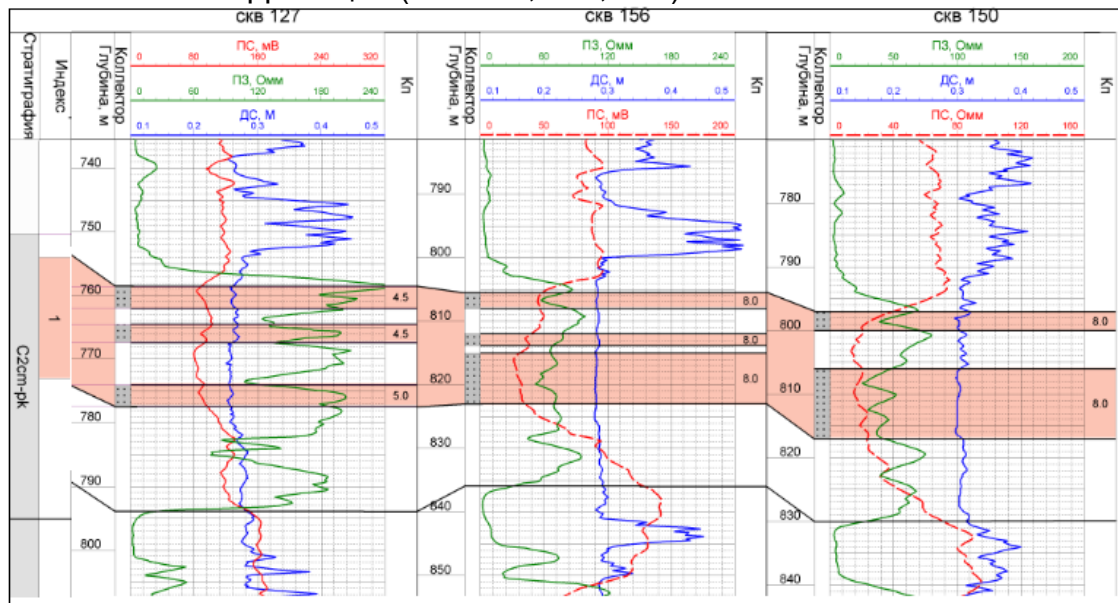 скв 127
скв 156
скв 150
Стратиграфия
Индекс
Коллектор
Глубина, м
0 80 160 240 320
ПС, мВ
0 60 120 180 240
ПЗ, Омм
0.1 0.2 0.3 0.4 0.5
ДС, м
Кп
Коллектор
Глубина, м
0 60 120 180 240
ПЗ, Омм
0.1 0.2 0.3 0.4 0.5
ДС, м
0 50 100 150 200
ПС, мВ
Кп
Коллектор
Глубина, м
0 50 100 150 200
ПЗ, Омм
0.1 0.2 0.3 0.4 0.5
ДС, м
0 40 80 120 160
ПС, Омм
Кп
C2cm-pk
1
740
750
760
770
780
790
800
4.5
4.5
5.0
790
800
810
820
830
840
850
8.0
8.0
8.0
780
790
800
810
820
830
840
8.0
8.0